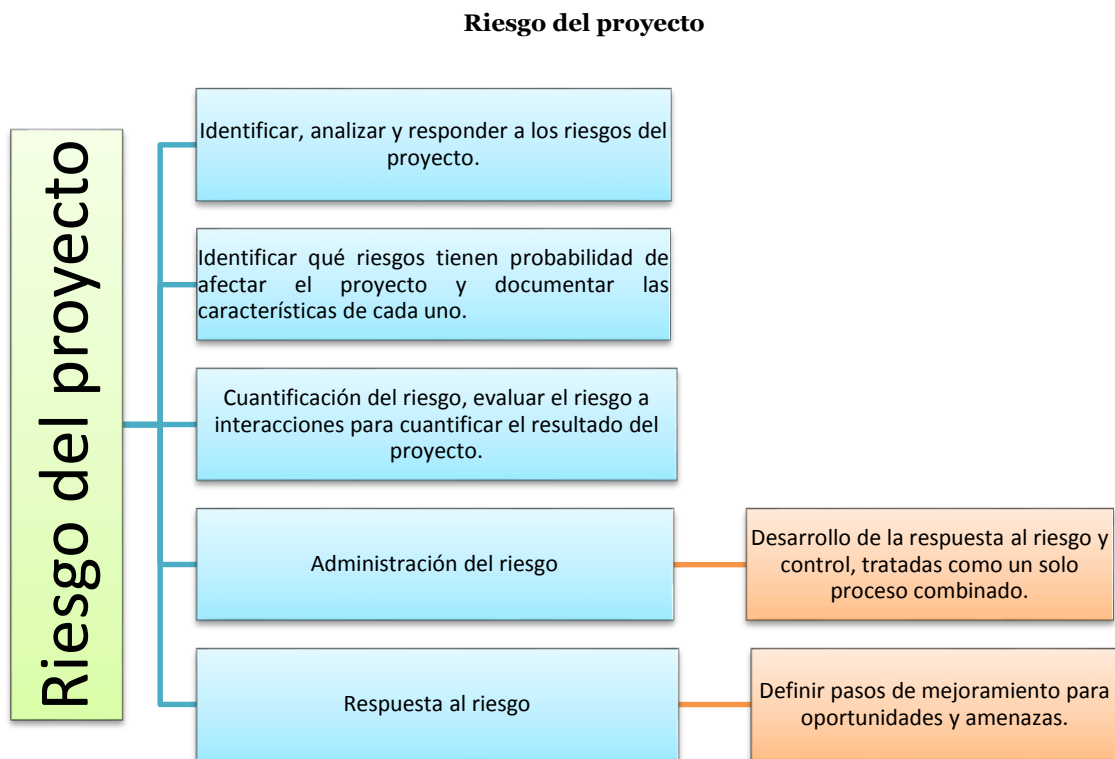 Riesgo del proyecto
Riesgo del proyecto
Identificar, analizar y responder a los riesgos del
proyecto.
Identificar qué riesgos tienen probabilidad de
afectar el proyecto y documentar las
características de cada uno.
Cuantificación del riesgo, evaluar el riesgo a
interacciones para cuantificar el resultado del
proyecto.
Administración del riesgo
Desarrollo de la respuesta al riesgo y
control, tratadas como un solo
proceso combinado.
Respuesta al riesgo
Definir pasos de mejoramiento para
oportunidades y amenazas.